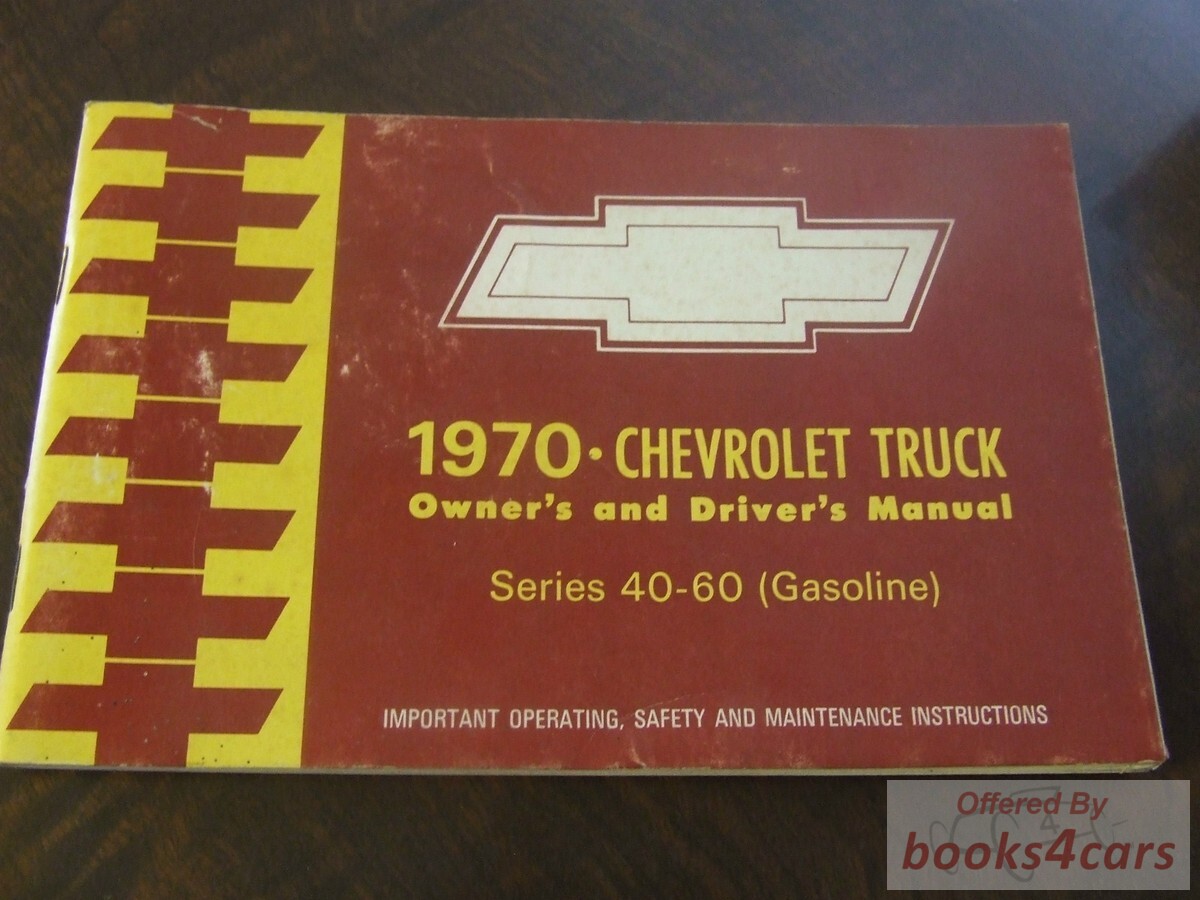 1970 · CHEVROLET TRUCK
Owner's and Driver's Manual
Series 40-60 (Gasoline)
IMPORTANT OPERATING, SAFETY AND MAINTENANCE INSTRUCTIONS
Offered By
books4cars